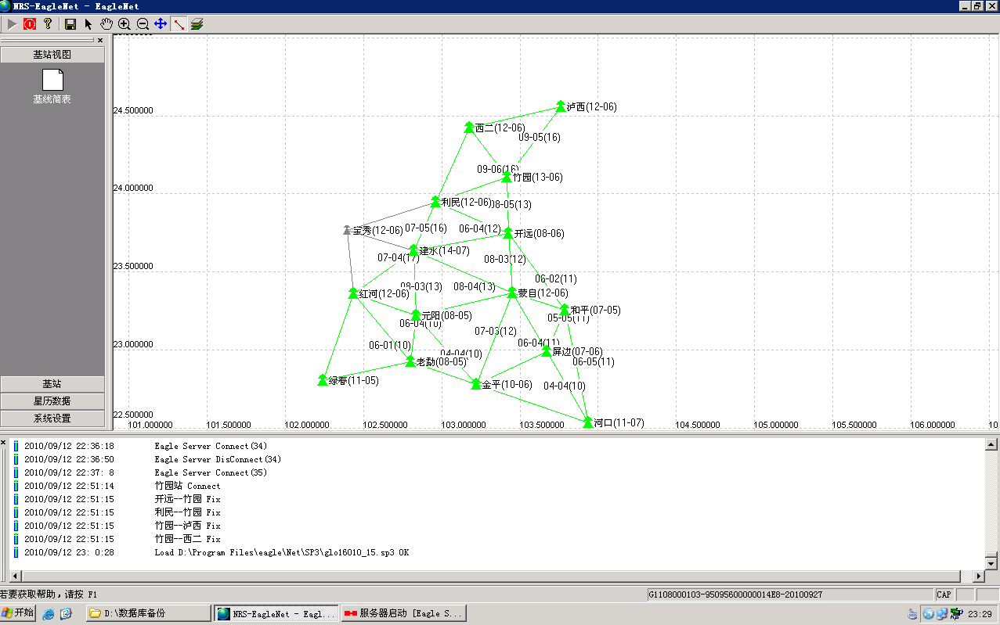 NRS-EagleNet - EagleNet
基站视图
基线简表
基站
星历数据
系统设置
24.500000
24.000000
23.500000
23.000000
22.500000
泸西(12-06)
西二(12-06)
09-05(16)
09-06(16)
竹园(13-06)
利民(12-06)
08-05(13)
宝秀(12-06)
07-05(16)
06-04(12)
开远(08-06)
建水(14-07)
07-04(17)
08-03(12)
06-02(11)
08-03(13)
08-04(13)
红河(12-06)
蒙自(12-06)
和平(07-05)
元阳(08-05)
05-05(11)
06-04(10)
07-03(12)
06-01(10)
06-04(11)
04-04(10)
屏边(07-06)
老勐(08-05)
06-05(11)
绿春(11-05)
金平(10-06)
04-04(10)
河口(11-07)
101.000000 101.500000 102.000000 102.500000 103.000000 103.500000 104.500000 105.000000 105.500000 106.000000 10
2010/09/12 22:36:18 Eagle Server Connect(34)
2010/09/12 22:36:50 Eagle Server DisConnect(34)
2010/09/12 22:37: 8 Eagle Server Connect(35)
2010/09/12 22:51:14 竹园站 Connect
2010/09/12 22:51:15 开远--竹园 Fix
2010/09/12 22:51:15 利民--竹园 Fix
2010/09/12 22:51:15 竹园--泸西 Fix
2010/09/12 22:51:15 竹园--西二 Fix
2010/09/12 23: 0:28 Load D:\Program Files\eagle\Net\SP3\glo16010_15.sp3 OK
若要获取帮助，请按 F1
G1108000103-95095600000014E8-20100927 CAP
开始 D:\数据库备份 NRS-EagleNet - Eagl... 服务器启动 [Eagle S... 23:29